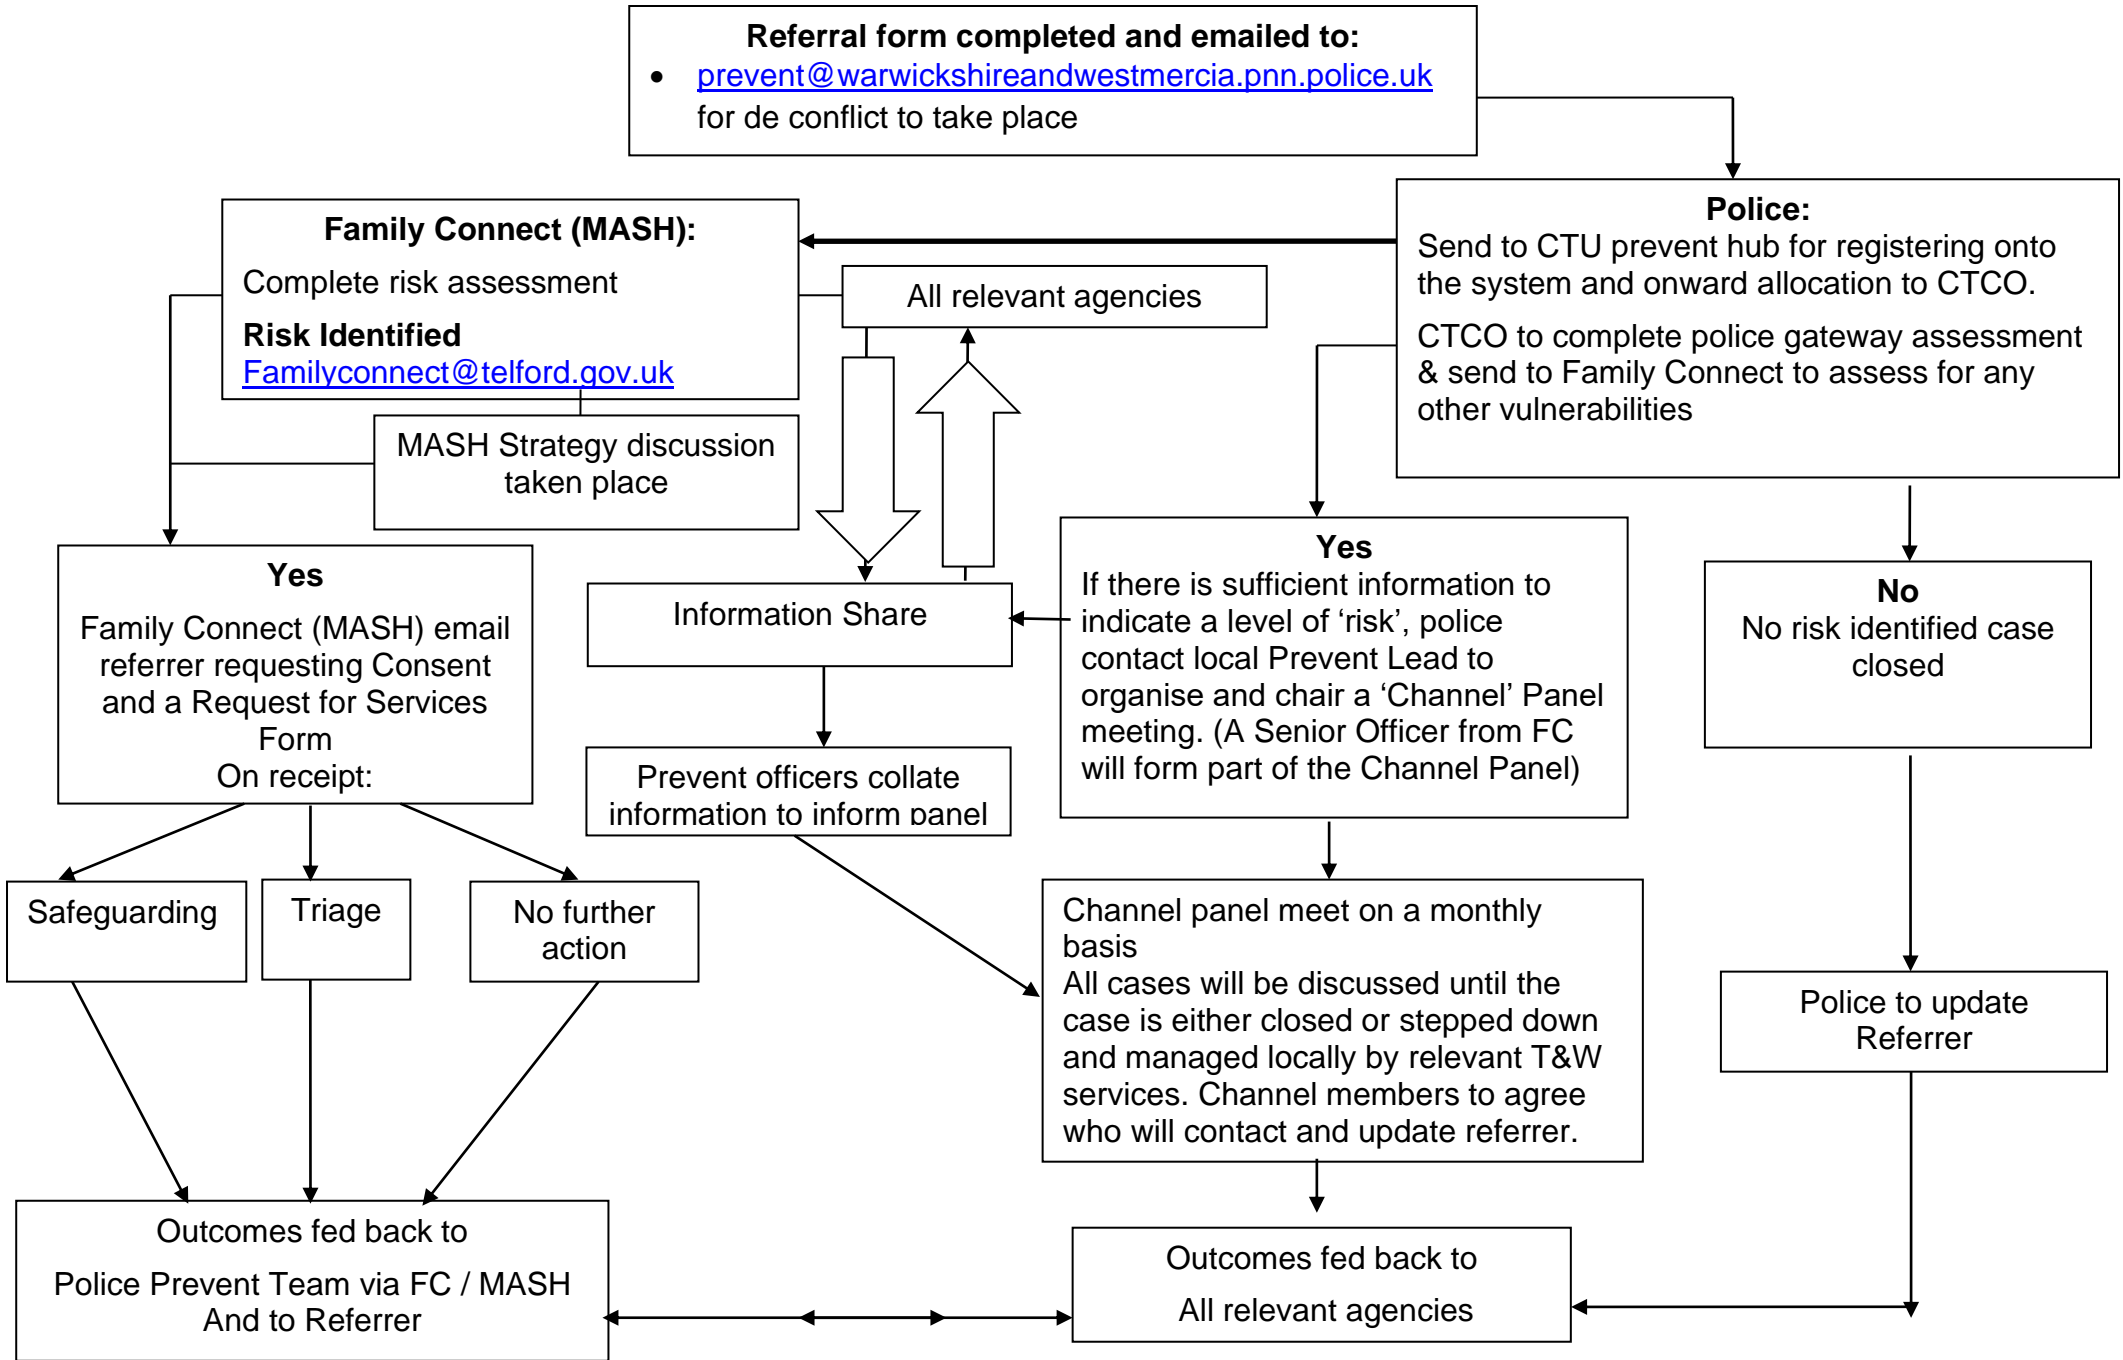 Referral form completed and emailed to:
• prevent@warwickshireandwestmercia.pnn.police.uk
for de conflict to take place
Police:
Send to CTU prevent hub for registering onto
the system and onward allocation to CTCO.
CTCO to complete police gateway assessment
& send to Family Connect to assess for any
other vulnerabilities
Family Connect (MASH):
Complete risk assessment
Risk Identified
Familyconnect@telford.gov.uk
All relevant agencies
MASH Strategy discussion
taken place
Yes
Family Connect (MASH) email
referrer requesting Consent
and a Request for Services
Form
On receipt:
Information Share
Yes
If there is sufficient information to
indicate a level of ‘risk’, police
contact local Prevent Lead to
organise and chair a ‘Channel’ Panel
meeting. (A Senior Officer from FC
will form part of the Channel Panel)
No
No risk identified case
closed
Prevent officers collate
information to inform panel
Safeguarding
Triage
No further
action
Channel panel meet on a monthly
basis
All cases will be discussed until the
case is either closed or stepped down
and managed locally by relevant T&W
services. Channel members to agree
who will contact and update referrer.
Police to update
Referrer
Outcomes fed back to
Police Prevent Team via FC / MASH
And to Referrer
Outcomes fed back to
All relevant agencies